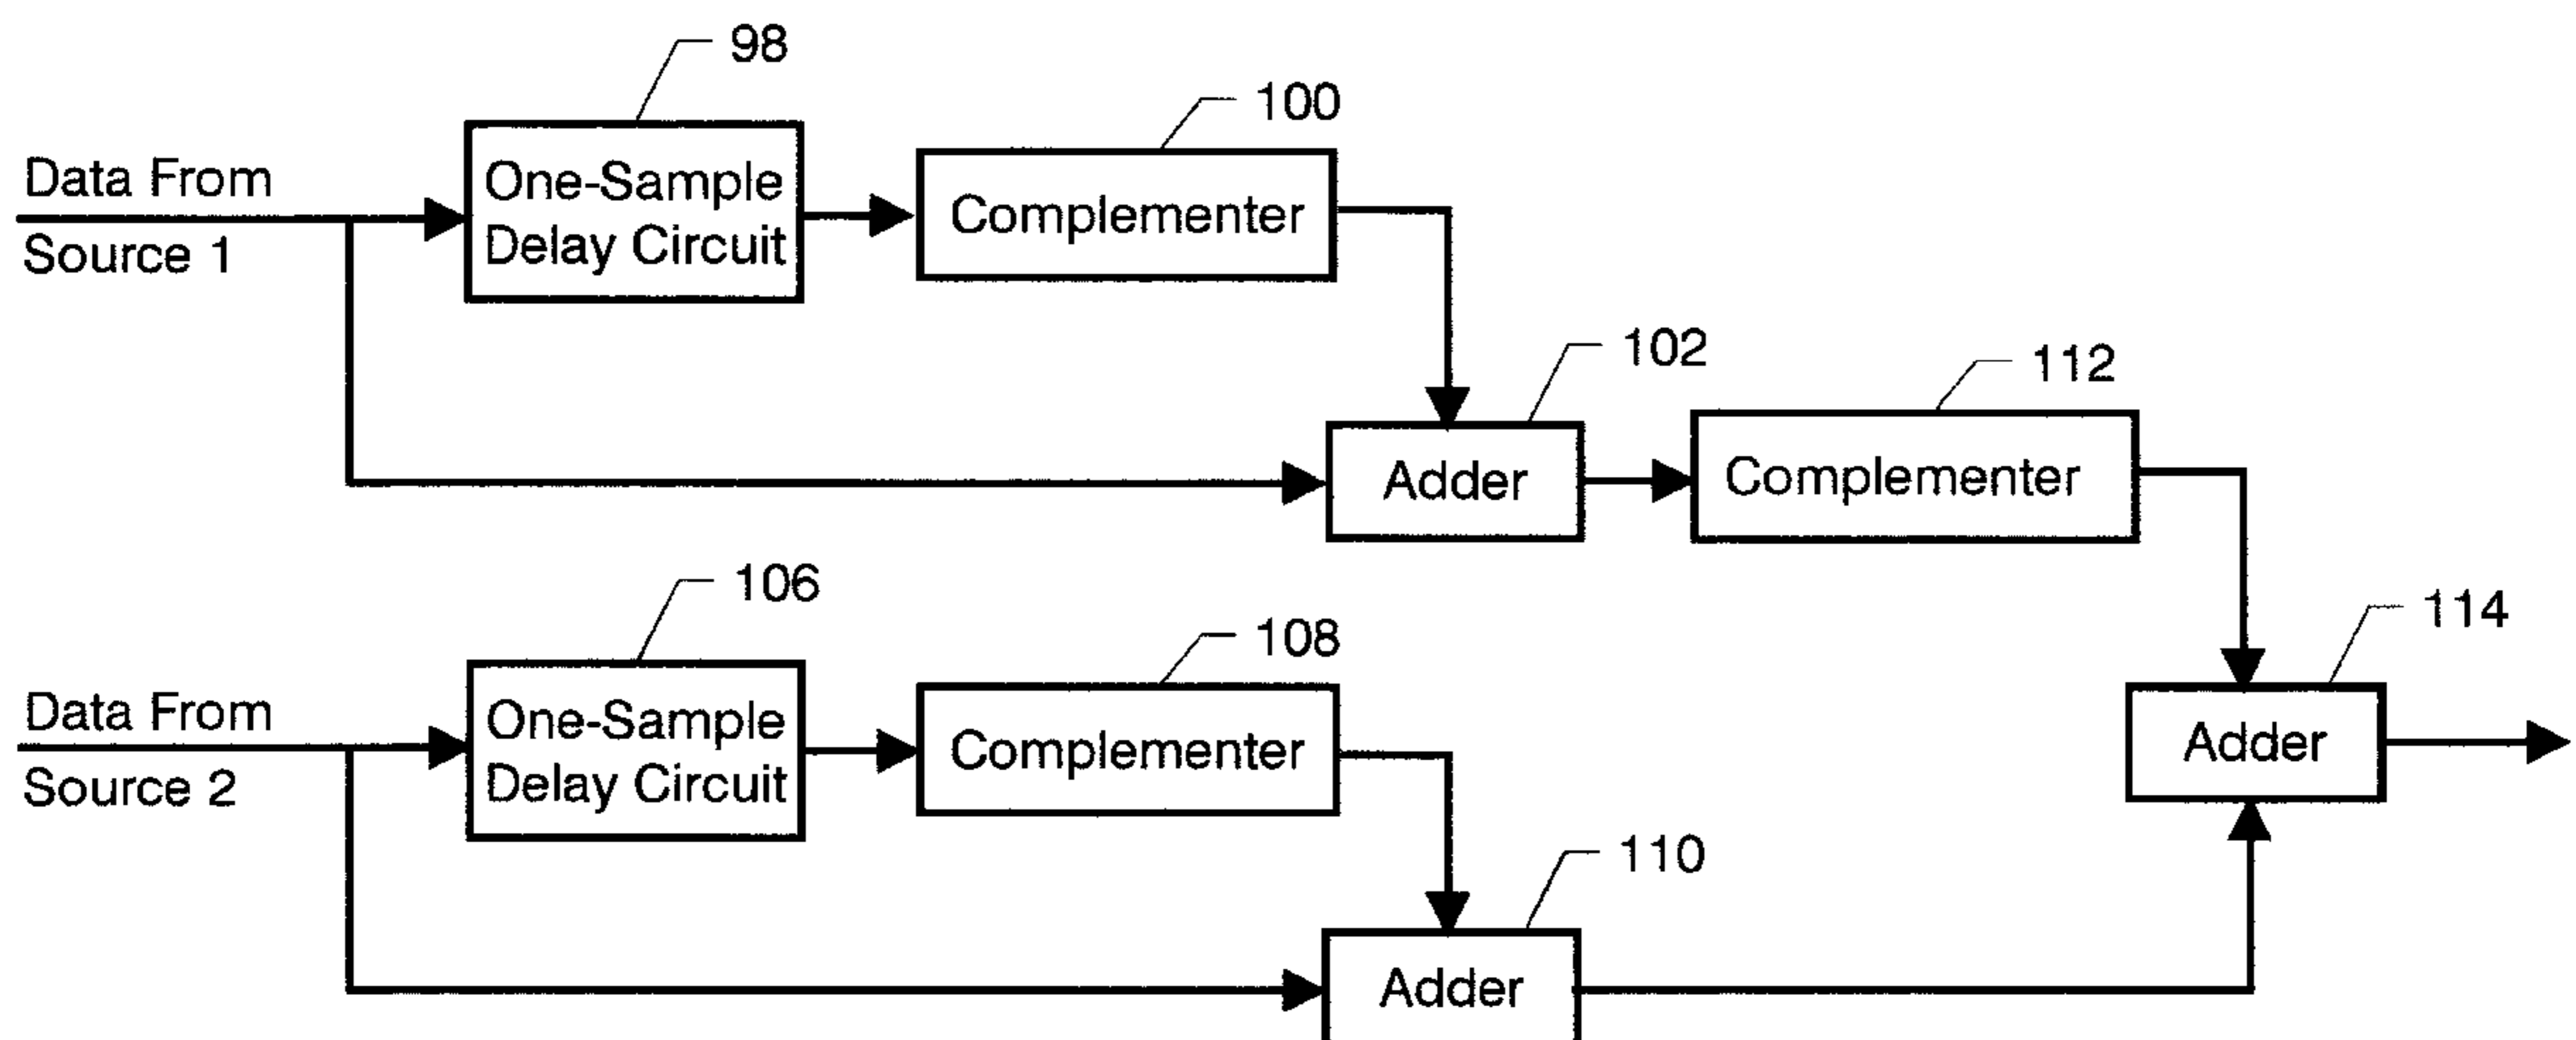 98
100
Data From
Source 1
One-Sample
Delay Circuit
Complementer
102
112
Adder
Complementer
106
108
114
Data From
Source 2
One-Sample
Delay Circuit
Complementer
Adder
110
Adder